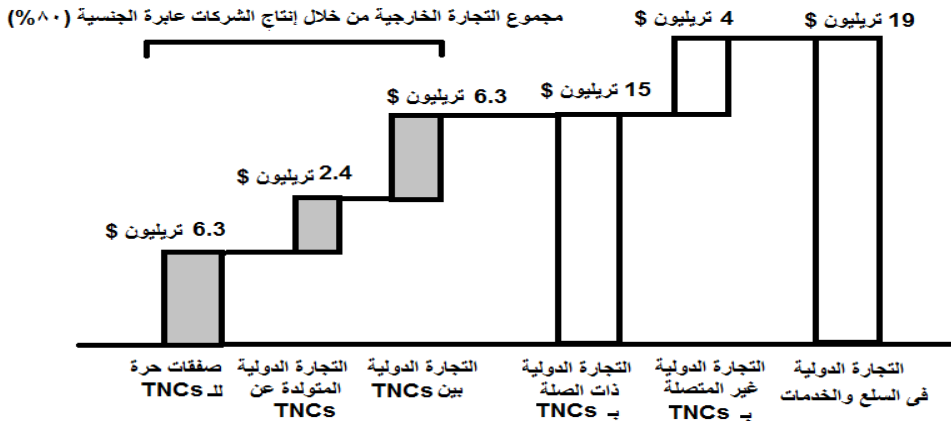 مجموع التجارة الخارجية من خلال إنتاج الشركات عابرة الجنسية (٨٠%)
19 تريليون $
4 تريليون $
15 تريليون $
6.3 تريليون $
2.4 تريليون $
6.3 تريليون $
صفقات حرة
للـ TNCs
التجارة الدولية
المتولدة عن
TNCs
التجارة الدولية
بين TNCs
التجارة الدولية
ذات الصلة
بـ TNCs
التجارة الدولية
غير المتصلة
بـ TNCs
التجارة الدولية
فى السلع والخدمات